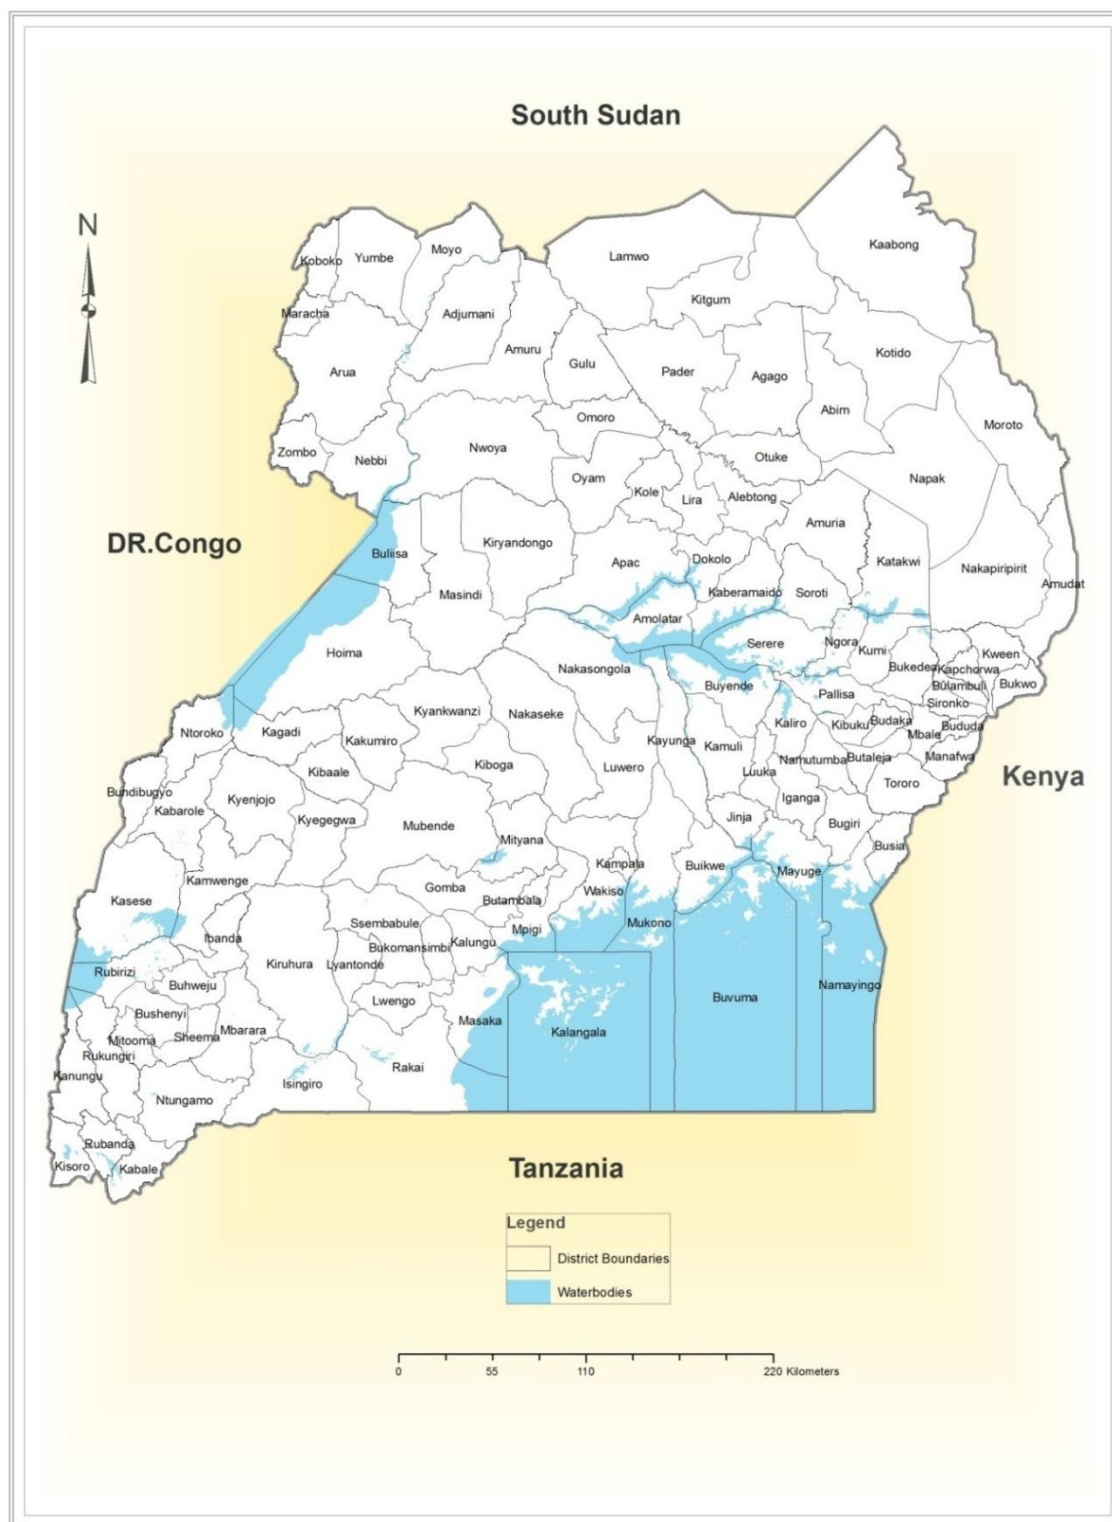 South Sudan
N
Kaabong
Moyo
Koboko
Yumbe
Lamwo
Kitgum
Maracha
Adjumani
Amuru
Gulu
Kotido
Arua
Pader
Agago
Abim
Omoro
Moroto
Zombo
Nebbi
Nwoya
Otuke
Oyam
Napak
Kole
Lira
Alebtong
DR.Congo
Amuria
Kiryandongo
Buliisa
Apac
Dokolo
Katakwi
Nakapiripirit
Amudat
Masindi
Kaberamaido
Soroti
Amolatar
Hoima
Serere
Ngora
Kumi
Kween
Nakasongola
Bukedea
Kapchorwa
Buyende
Bulambuli
Bukwo
Pallisa
Sironko
Kyankwanzi
Nakaseke
Ntoroko
Kagadi
Kaliro
Kibuku
Budaka
Bududa
Mbale
Kakumiro
Kayunga
Kamuli
Kiboga
Luwero
Namutumba
Butaleja
Manafwa
Kibaale
Luuka
Kenya
Bundibugyo
Kyenjojo
Tororo
Kabarole
Iganga
Kyegegwa
Mubende
Jinja
Bugiri
Mityana
Busia
Kampala
Buikwe
Mayuge
Kamwenge
Gomba
Wakiso
Kasese
Butambala
Ssembabule
Mukono
Mpigi
Ibanda
Bukomansimbi
Kalungu
Kiruhura
Lyantonde
Rubirizi
Buhweju
Namayingo
Buvuma
Lwengo
Bushenyi
Masaka
Kalangala
Mbarara
Sheema
Mitooma
Rukungiri
Rakai
Kanungu
Isingiro
Ntungamo
Rubanda
Kisoro
Kabale
Tanzania
Legend
District Boundaries
Waterbodies
0 55 110 220 Kilometers